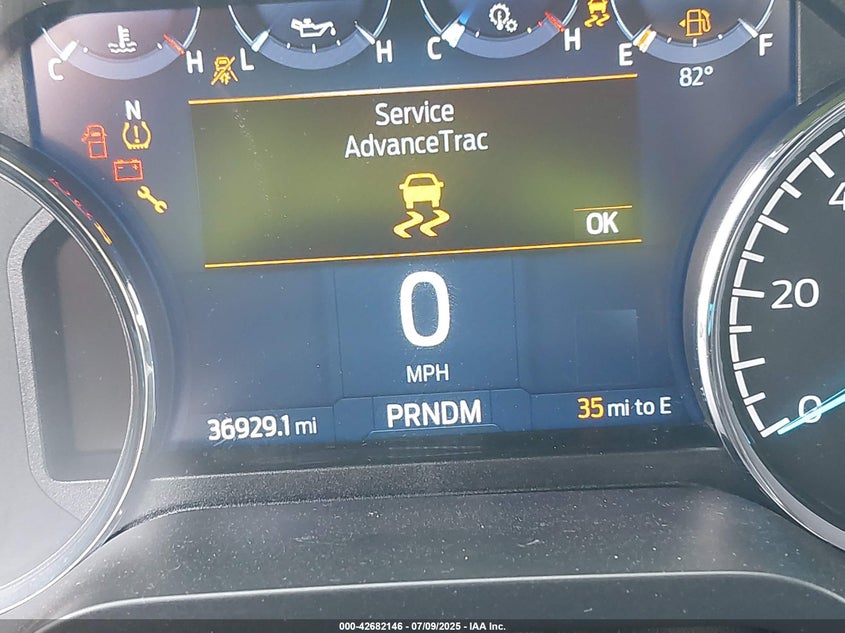 C H L H C H E F
82°
N
Service
AdvanceTrac
OK
0
MPH
20
0
36929.1 mi
PRNDM
35 mi to E
000-42682146 - 07/09/2025 - IAA Inc.